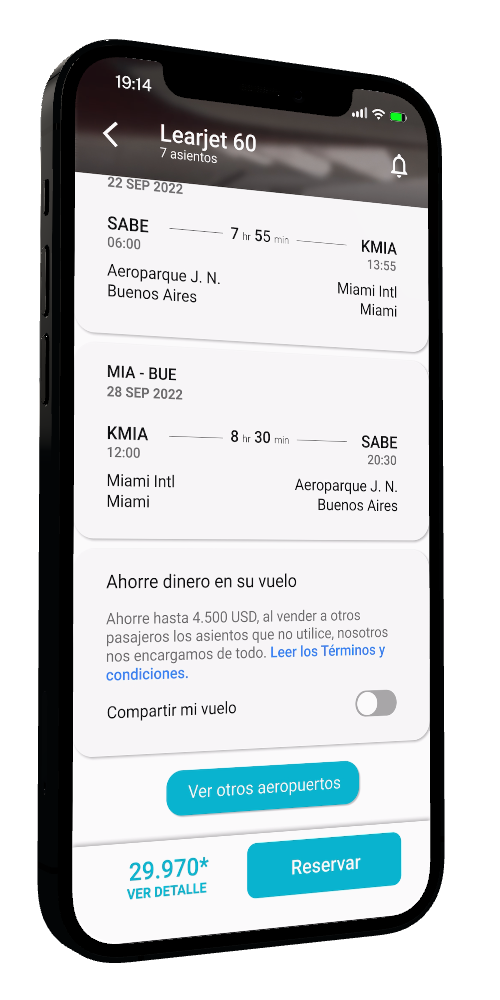 19:14
Learjet 60
7 asientos
22 SEP 2022
SABE 7 hr 55 min KMIA
06:00 13:55
Aeroparque J. N. Miami Intl
Buenos Aires Miami
MIA - BUE
28 SEP 2022
KMIA 8 hr 30 min SABE
12:00 20:30
Miami Intl Aeroparque J. N.
Miami Buenos Aires
Ahorre dinero en su vuelo
Ahorre hasta 4.500 USD, al vender a otros
pasajeros los asientos que no utilice, nosotros
nos encargamos de todo. Leer los Términos y
condiciones.
Compartir mi vuelo
Ver otros aeropuertos
29.970*
VER DETALLE
Reservar